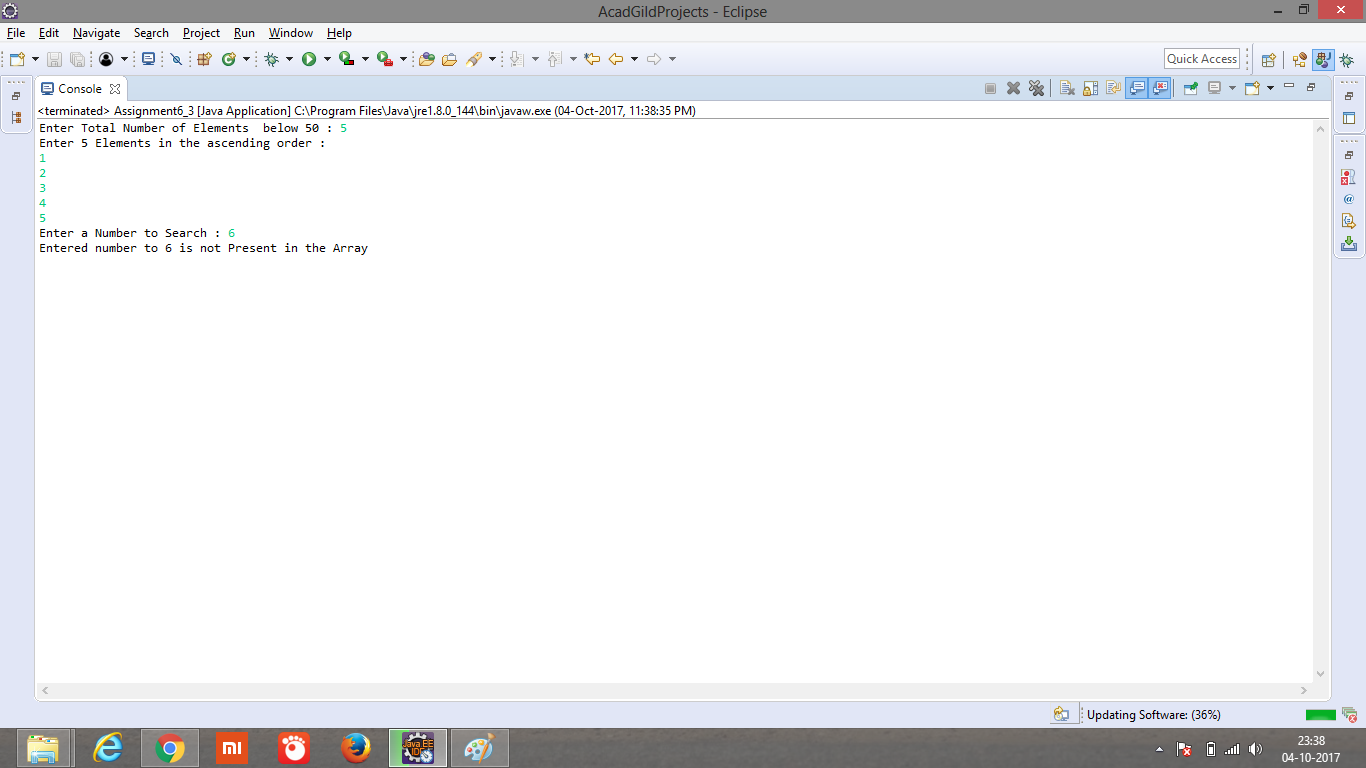 AcadGildProjects - Eclipse
File Edit Navigate Search Project Run Window Help
Quick Access
Console
<terminated> Assignment6_3 [Java Application] C:\Program Files\Java\jre1.8.0_144\bin\javaw.exe (04-Oct-2017, 11:38:35 PM)
Enter Total Number of Elements  below 50 : 5
Enter 5 Elements in the ascending order :
1
2
3
4
5
Enter a Number to Search : 6
Entered number to 6 is not Present in the Array
Updating Software: (36%)
mi
Java EE
IDE
23:38
04-10-2017